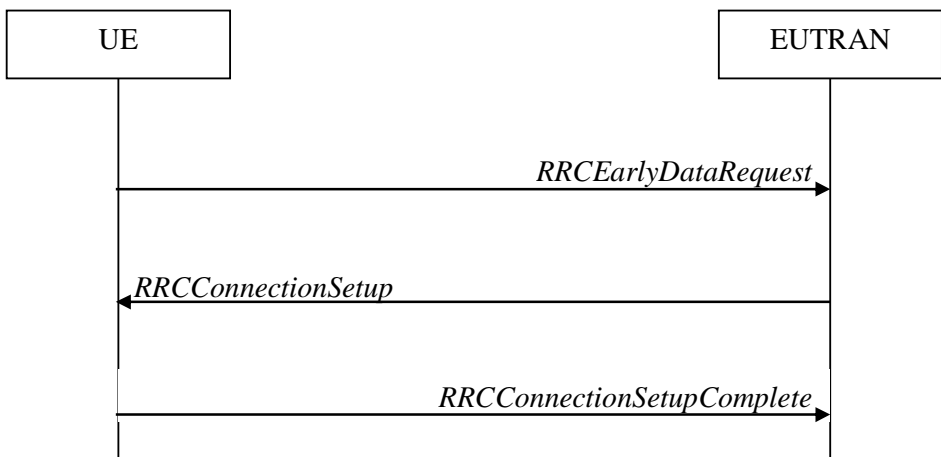 UE
EUTRAN
RRCEarlyDataRequest
RRCConnectionSetup
RRCConnectionSetupComplete